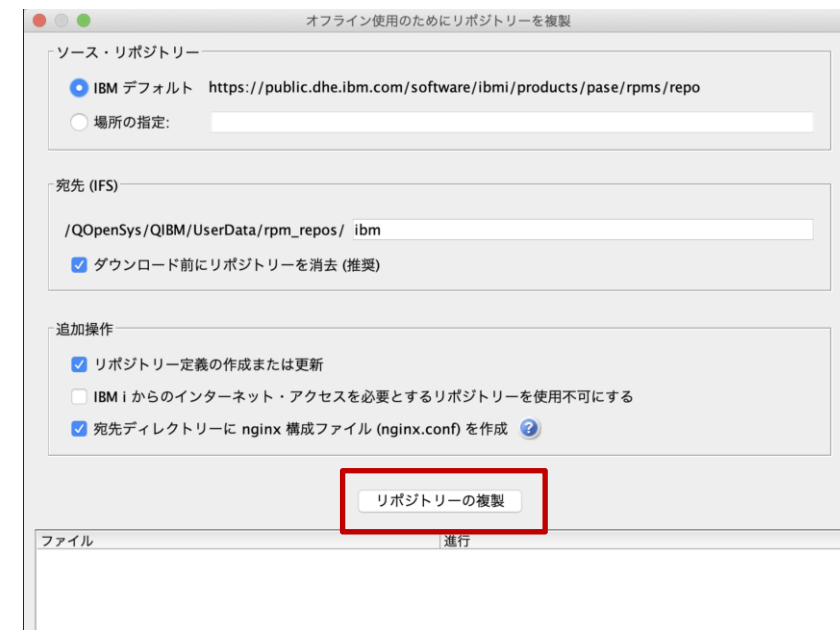 オフライン使用のためにリポジトリーを複製
ソース・リポジトリー
IBM デフォルト https://public.dhe.ibm.com/software/ibmi/products/pase/rpms/repo
場所の指定:
宛先 (IFS)
/QOpenSys/QIBM/UserData/rpm_repos/ ibm
ダウンロード前にリポジトリーを消去 (推奨)
追加操作
リポジトリー定義の作成または更新
IBM i からのインターネット・アクセスを必要とするリポジトリーを使用不可にする
宛先ディレクトリーに nginx 構成ファイル (nginx.conf) を作成 ?
リポジトリーの複製
ファイル 進行